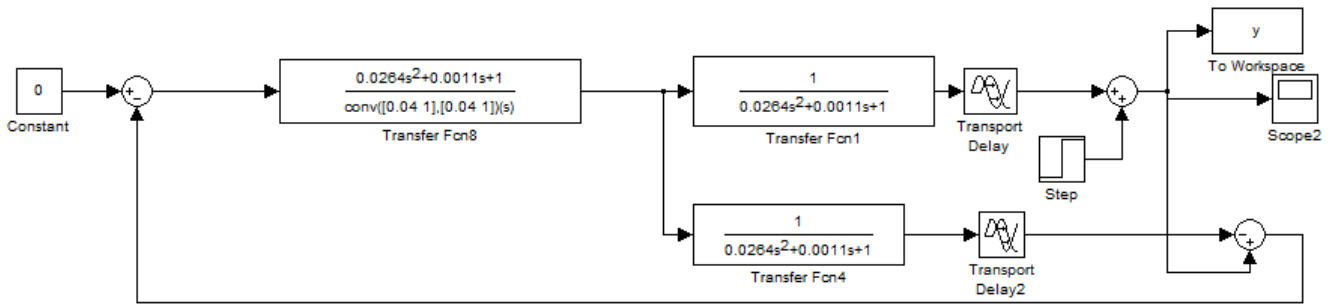 0
Constant
+
−
0.0264s²+0.0011s+1
conv([0.04 1],[0.04 1])(s)
Transfer Fcn8
1
0.0264s²+0.0011s+1
Transfer Fcn1
Transport
Delay
+
+
Step
y
To Workspace
Scope2
1
0.0264s²+0.0011s+1
Transfer Fcn4
Transport
Delay2
−
+